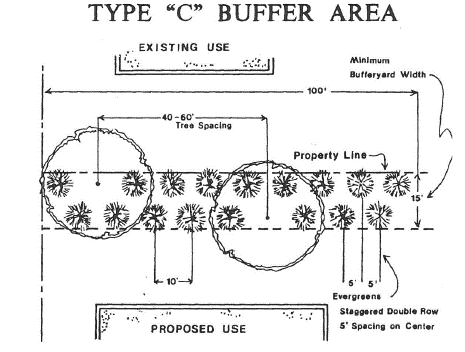 TYPE “C” BUFFER AREA
EXISTING USE
Minimum
Bufferyard Width
100'
40-60'
Tree Spacing
Property Line
15'
10'
5' 5'
Evergreens
Staggered Double Row
5' Spacing on Center
PROPOSED USE